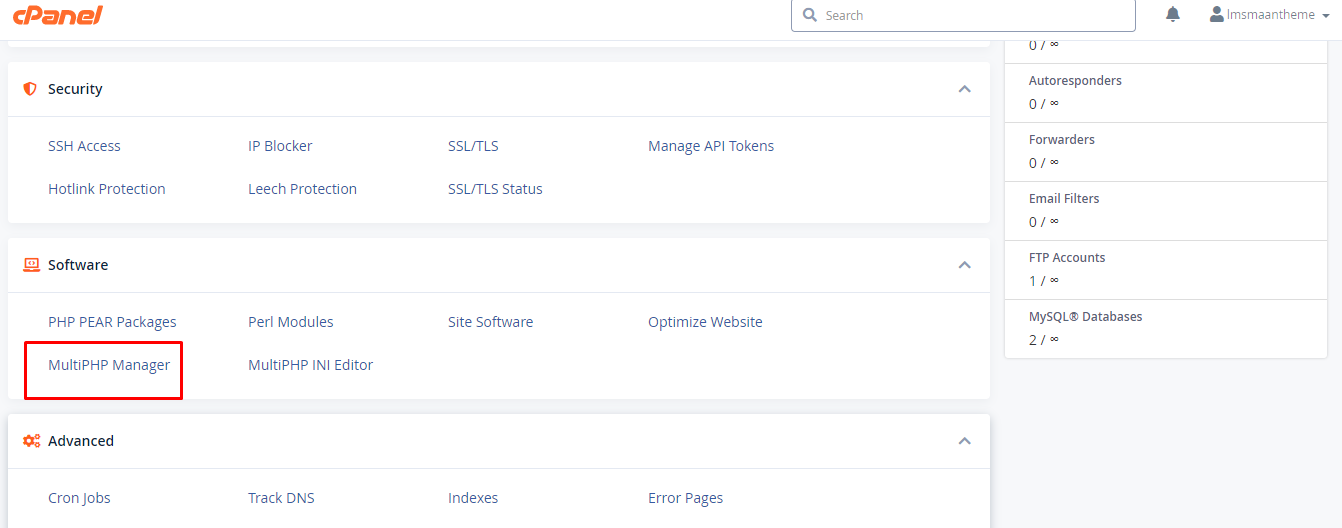 cPanel
Search
lmsmaantheme
Security
SSH Access
IP Blocker
SSL/TLS
Manage API Tokens
Hotlink Protection
Leech Protection
SSL/TLS Status
Software
PHP PEAR Packages
Perl Modules
Site Software
Optimize Website
MultiPHP Manager
MultiPHP INI Editor
Advanced
Cron Jobs
Track DNS
Indexes
Error Pages
0 / ∞
Autoresponders
0 / ∞
Forwarders
0 / ∞
Email Filters
0 / ∞
FTP Accounts
1 / ∞
MySQL® Databases
2 / ∞